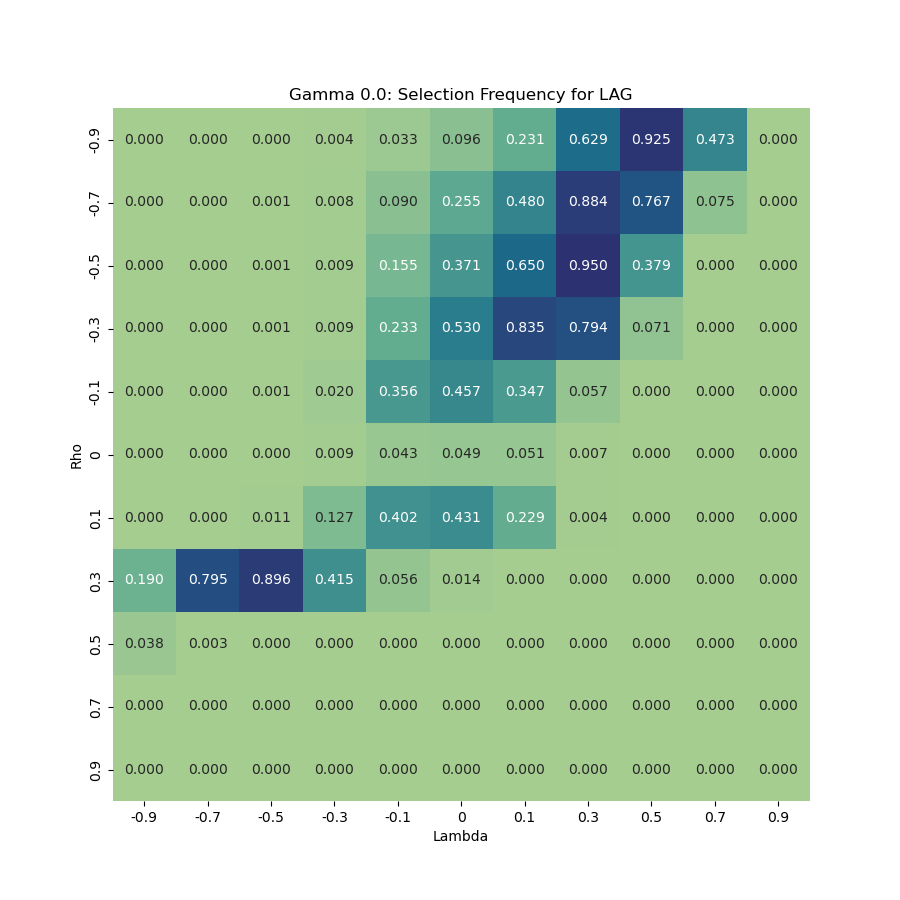 Gamma 0.0: Selection Frequency for LAG
-0.9 0.000 0.000 0.000 0.004 0.033 0.096 0.231 0.629 0.925 0.473 0.000
-0.7 0.000 0.000 0.001 0.008 0.090 0.255 0.480 0.884 0.767 0.075 0.000
-0.5 0.000 0.000 0.001 0.009 0.155 0.371 0.650 0.950 0.379 0.000 0.000
-0.3 0.000 0.000 0.001 0.009 0.233 0.530 0.835 0.794 0.071 0.000 0.000
-0.1 0.000 0.000 0.001 0.020 0.356 0.457 0.347 0.057 0.000 0.000 0.000
Rho
0 0.000 0.000 0.000 0.009 0.043 0.049 0.051 0.007 0.000 0.000 0.000
0.1 0.000 0.000 0.011 0.127 0.402 0.431 0.229 0.004 0.000 0.000 0.000
0.3 0.190 0.795 0.896 0.415 0.056 0.014 0.000 0.000 0.000 0.000 0.000
0.5 0.038 0.003 0.000 0.000 0.000 0.000 0.000 0.000 0.000 0.000 0.000
0.7 0.000 0.000 0.000 0.000 0.000 0.000 0.000 0.000 0.000 0.000 0.000
0.9 0.000 0.000 0.000 0.000 0.000 0.000 0.000 0.000 0.000 0.000 0.000
-0.9 -0.7 -0.5 -0.3 -0.1 0 0.1 0.3 0.5 0.7 0.9
Lambda